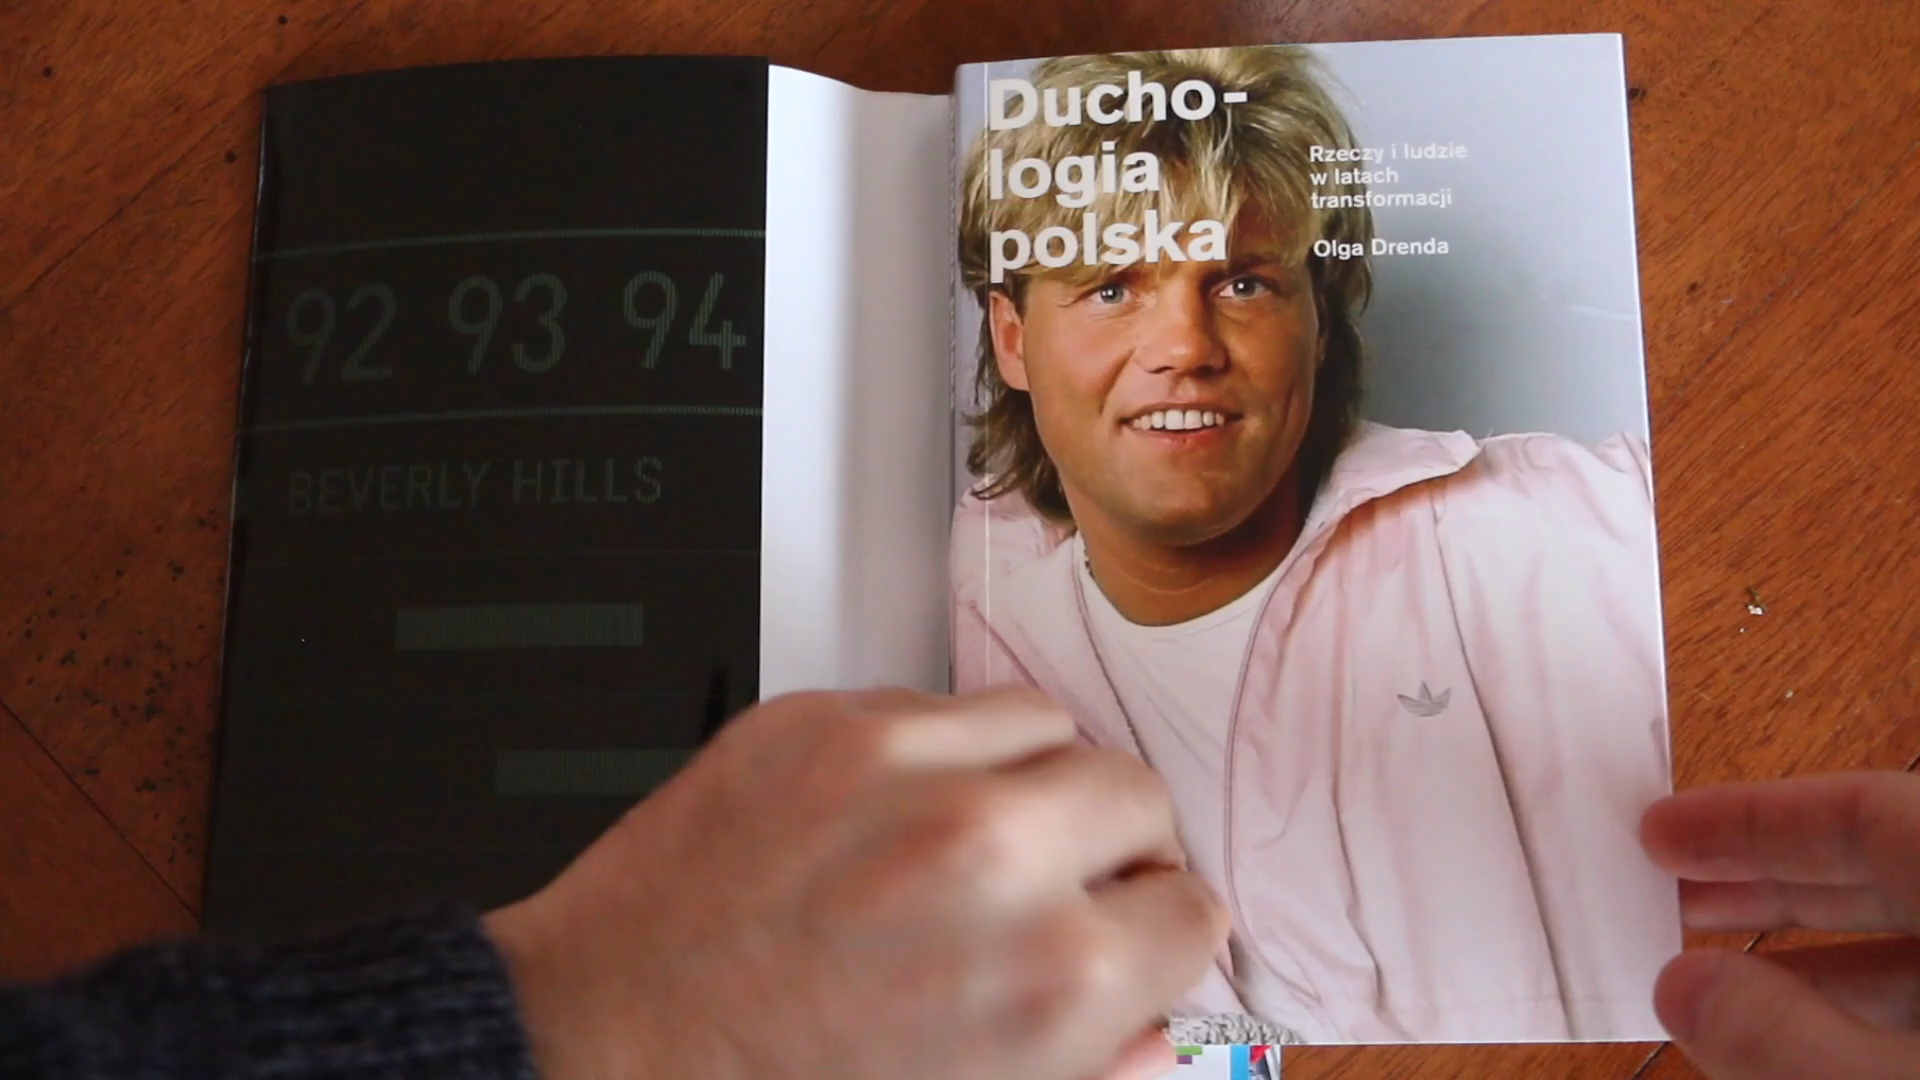 92 93 94
BEVERLY HILLS
Ducho-
logia
polska
Rzeczy i ludzie
w latach
transformacji
Olga Drenda